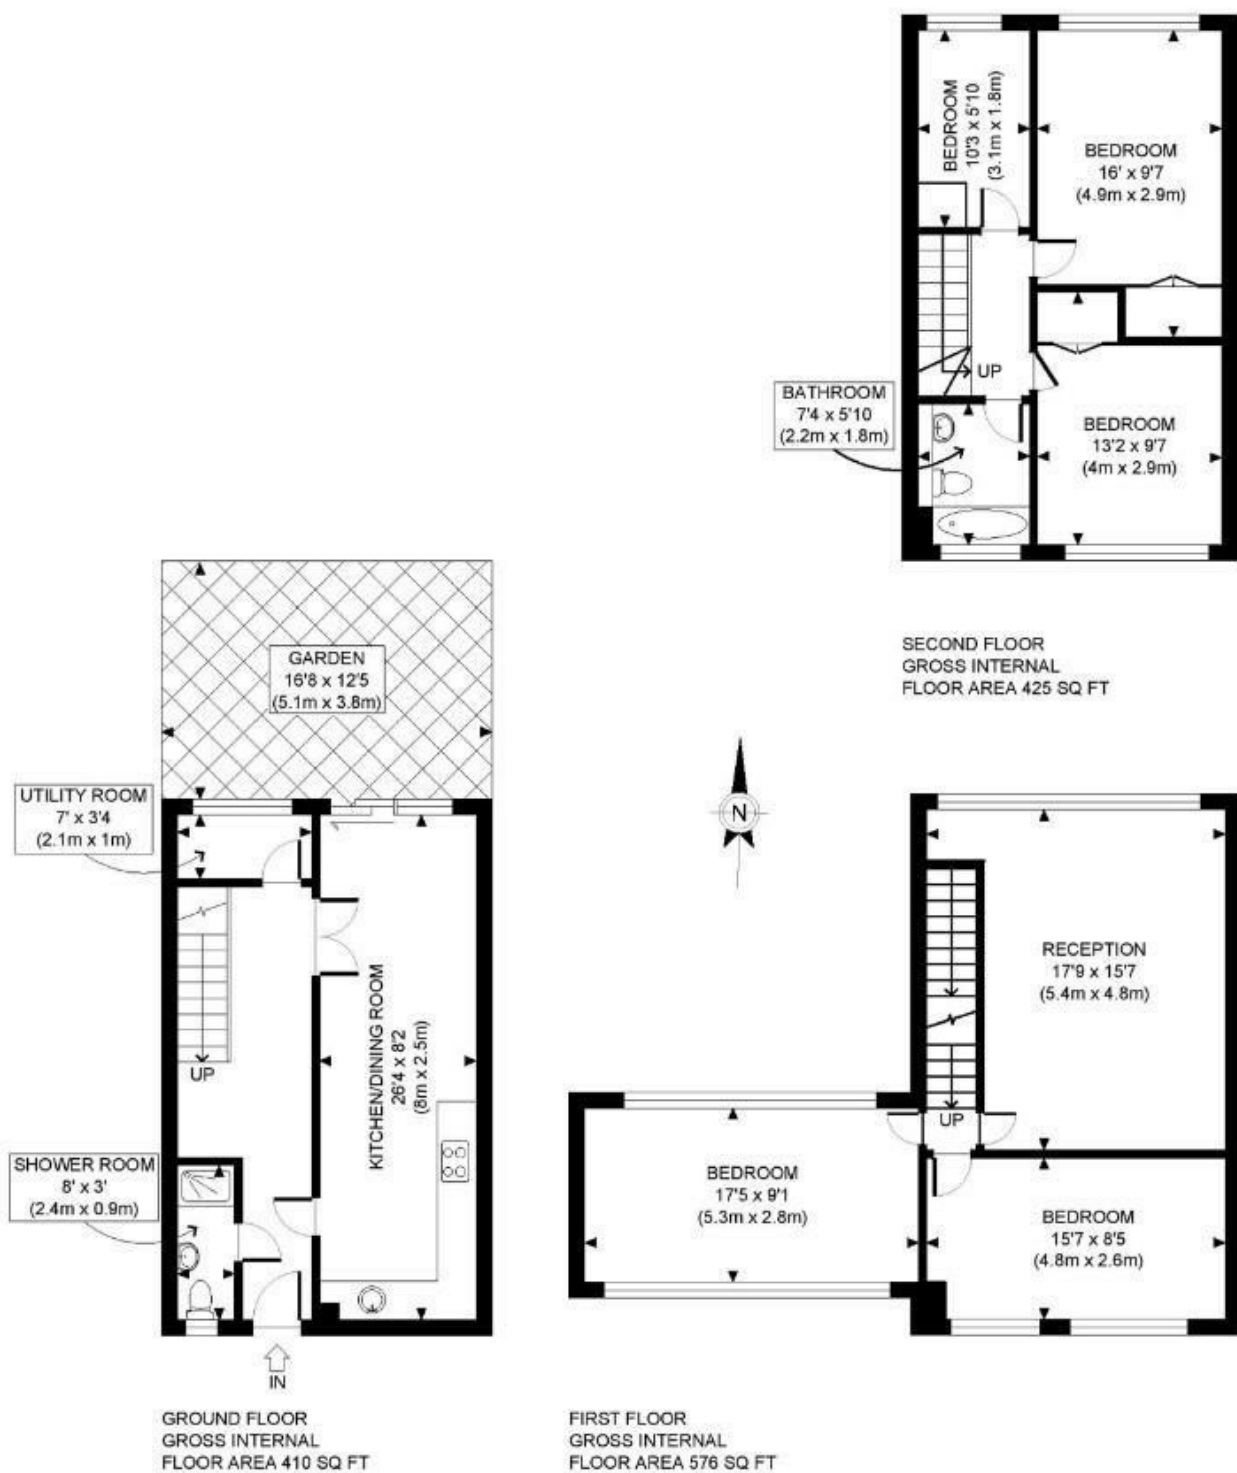 BEDROOM
10'3 x 5'10
(3.1m x 1.8m)
BEDROOM
16' x 9'7
(4.9m x 2.9m)
UP
BATHROOM
7'4 x 5'10
(2.2m x 1.8m)
BEDROOM
13'2 x 9'7
(4m x 2.9m)
SECOND FLOOR
GROSS INTERNAL
FLOOR AREA 425 SQ FT
GARDEN
16'8 x 12'5
(5.1m x 3.8m)
UTILITY ROOM
7' x 3'4
(2.1m x 1m)
KITCHEN/DINING ROOM
26'4 x 8'2
(8m x 2.5m)
UP
SHOWER ROOM
8' x 3'
(2.4m x 0.9m)
IN
GROUND FLOOR
GROSS INTERNAL
FLOOR AREA 410 SQ FT
N
RECEPTION
17'9 x 15'7
(5.4m x 4.8m)
UP
BEDROOM
17'5 x 9'1
(5.3m x 2.8m)
BEDROOM
15'7 x 8'5
(4.8m x 2.6m)
FIRST FLOOR
GROSS INTERNAL
FLOOR AREA 576 SQ FT